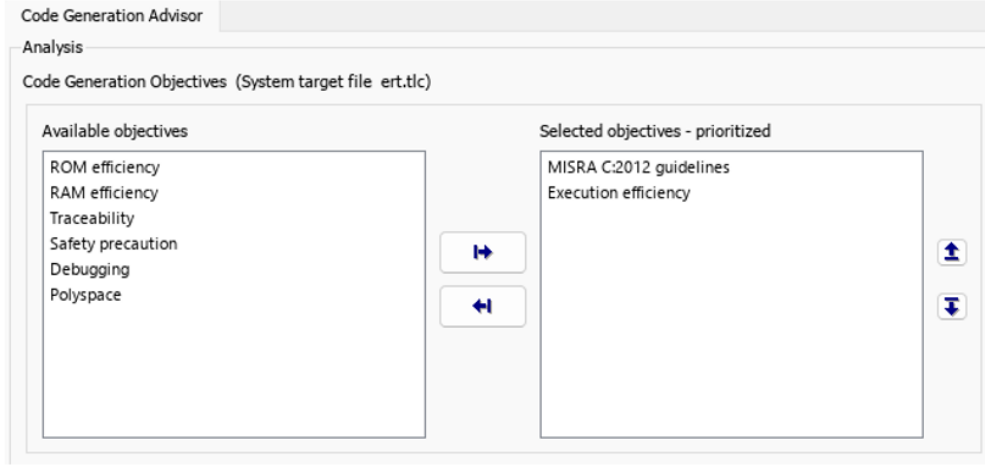 Code Generation Advisor
Analysis
Code Generation Objectives (System target file ert.tlc)
Available objectives
ROM efficiency
RAM efficiency
Traceability
Safety precaution
Debugging
Polyspace
Selected objectives - prioritized
MISRA C:2012 guidelines
Execution efficiency